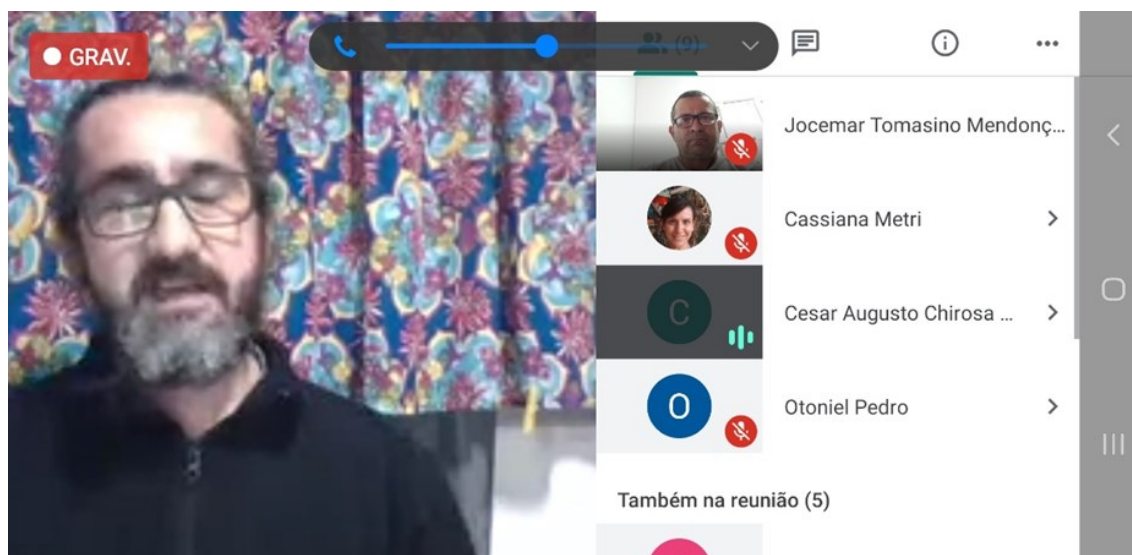 GRAV.
(9)
Jocemar Tomasino Mendonç...
Cassiana Metri
C
Cesar Augusto Chirosa ...
O
Otoniel Pedro
Também na reunião (5)